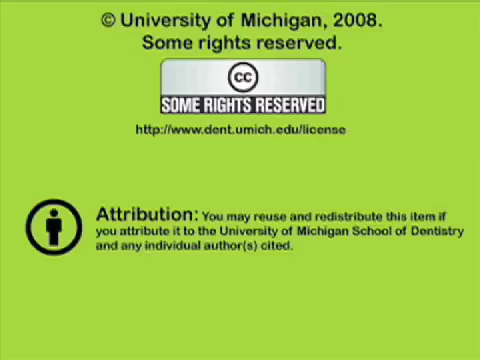 © University of Michigan, 2008.
Some rights reserved.
cc
SOME RIGHTS RESERVED
http://www.dent.umich.edu/license
Attribution: You may reuse and redistribute this item if
you attribute it to the University of Michigan School of Dentistry
and any individual author(s) cited.